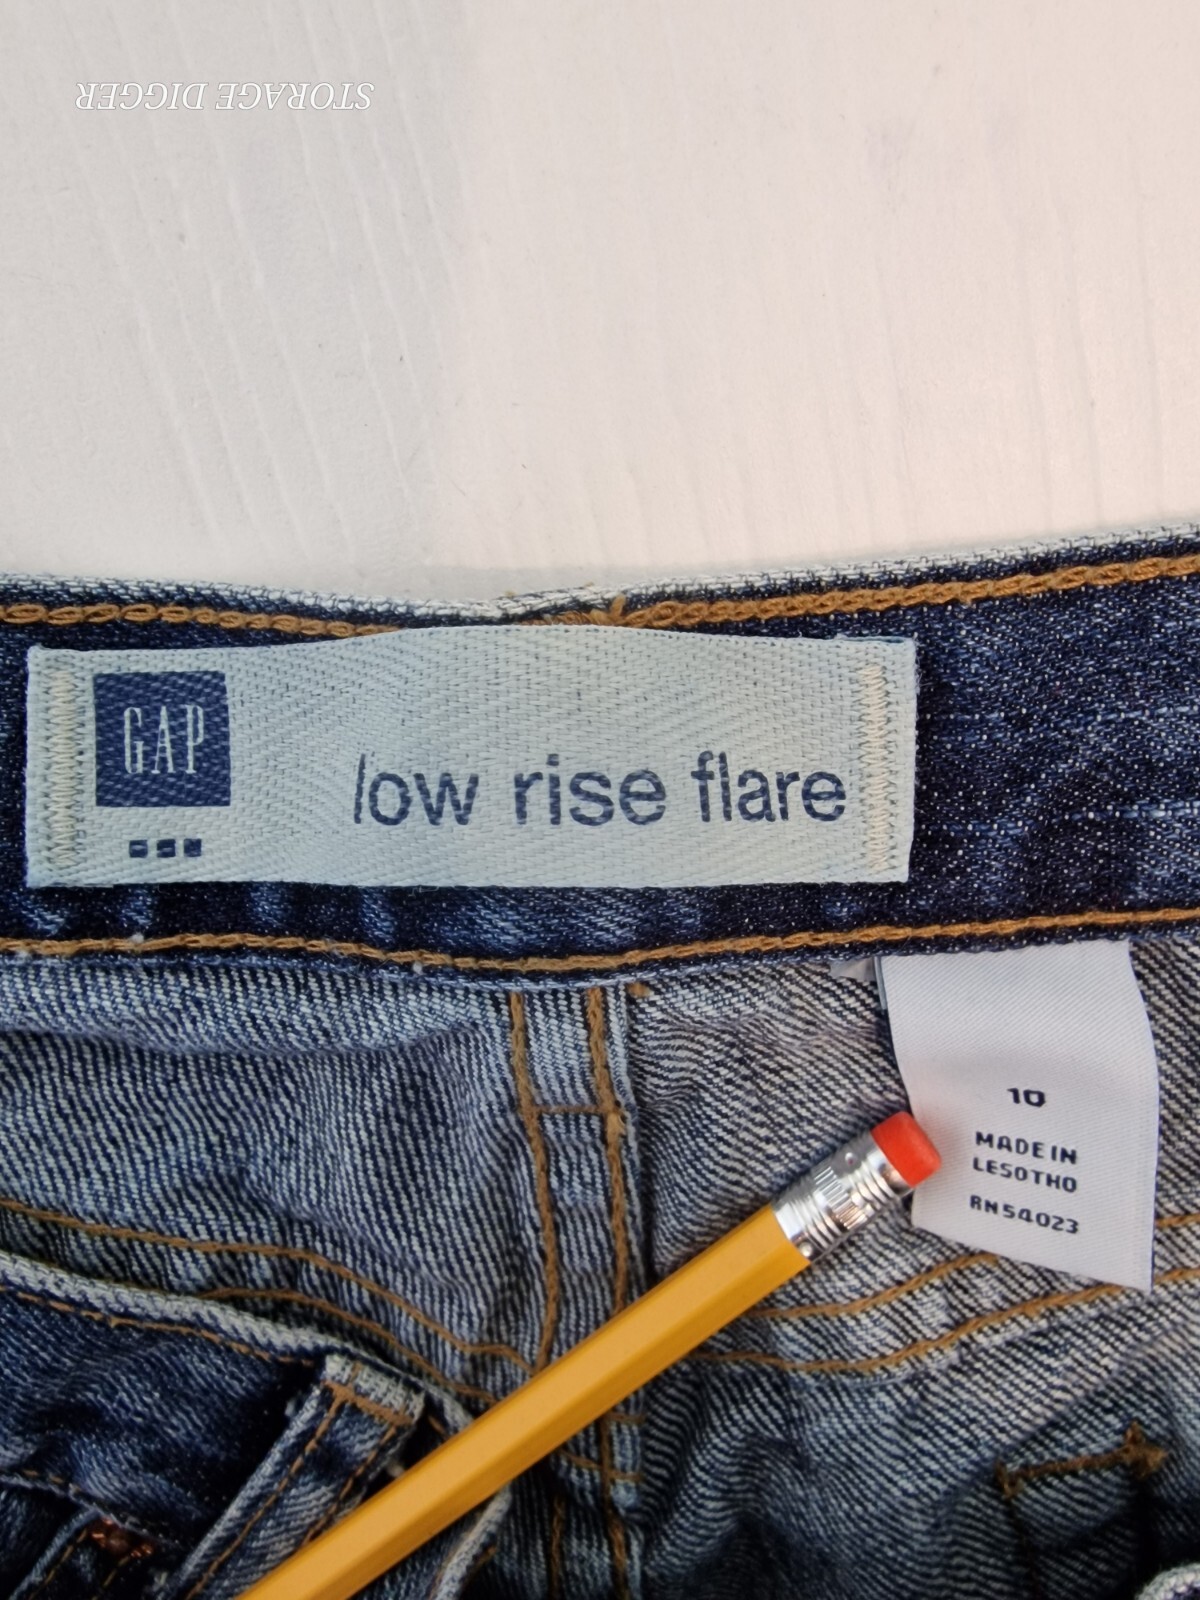 STORAGE DIGGER
GAP
low rise flare
10
MADE IN
LESOTHO
RN54023